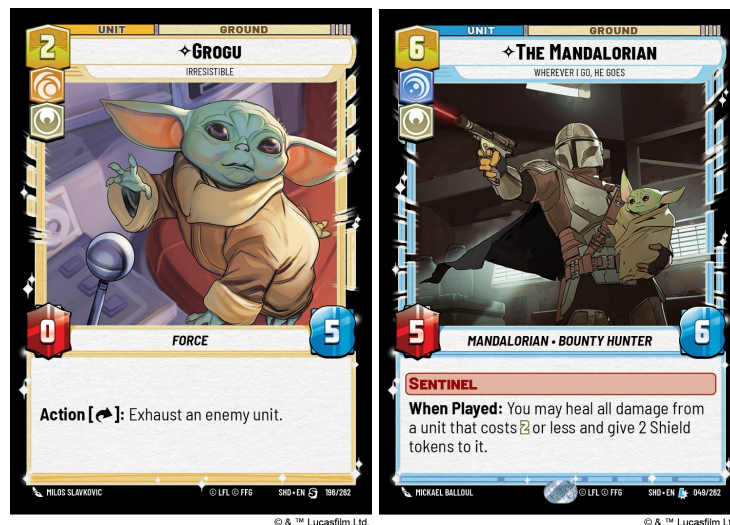 UNIT GROUND
2
✧GROGU
IRRESISTIBLE
0
FORCE
5
Action [ ]: Exhaust an enemy unit.
MILOS SLAVKOVIC © LFL © FFG SHD • EN 196/262
© & ™ Lucasfilm Ltd.
UNIT GROUND
6
✧THE MANDALORIAN
WHEREVER I GO, HE GOES
5
MANDALORIAN • BOUNTY HUNTER
6
SENTINEL
When Played: You may heal all damage from
a unit that costs 2 or less and give 2 Shield
tokens to it.
MICKAEL BALLOUL © LFL © FFG SHD • EN 049/262
© & ™ Lucasfilm